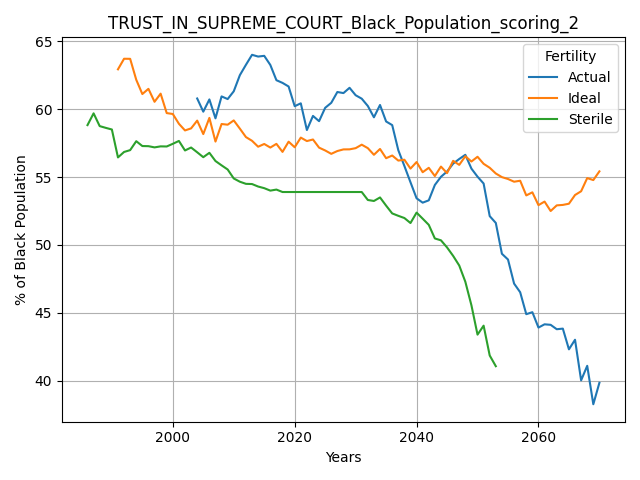 TRUST_IN_SUPREME_COURT_Black_Population_scoring_2
Fertility
Actual
Ideal
Sterile
% of Black Population
65
60
55
50
45
40
2000
2020
2040
2060
Years